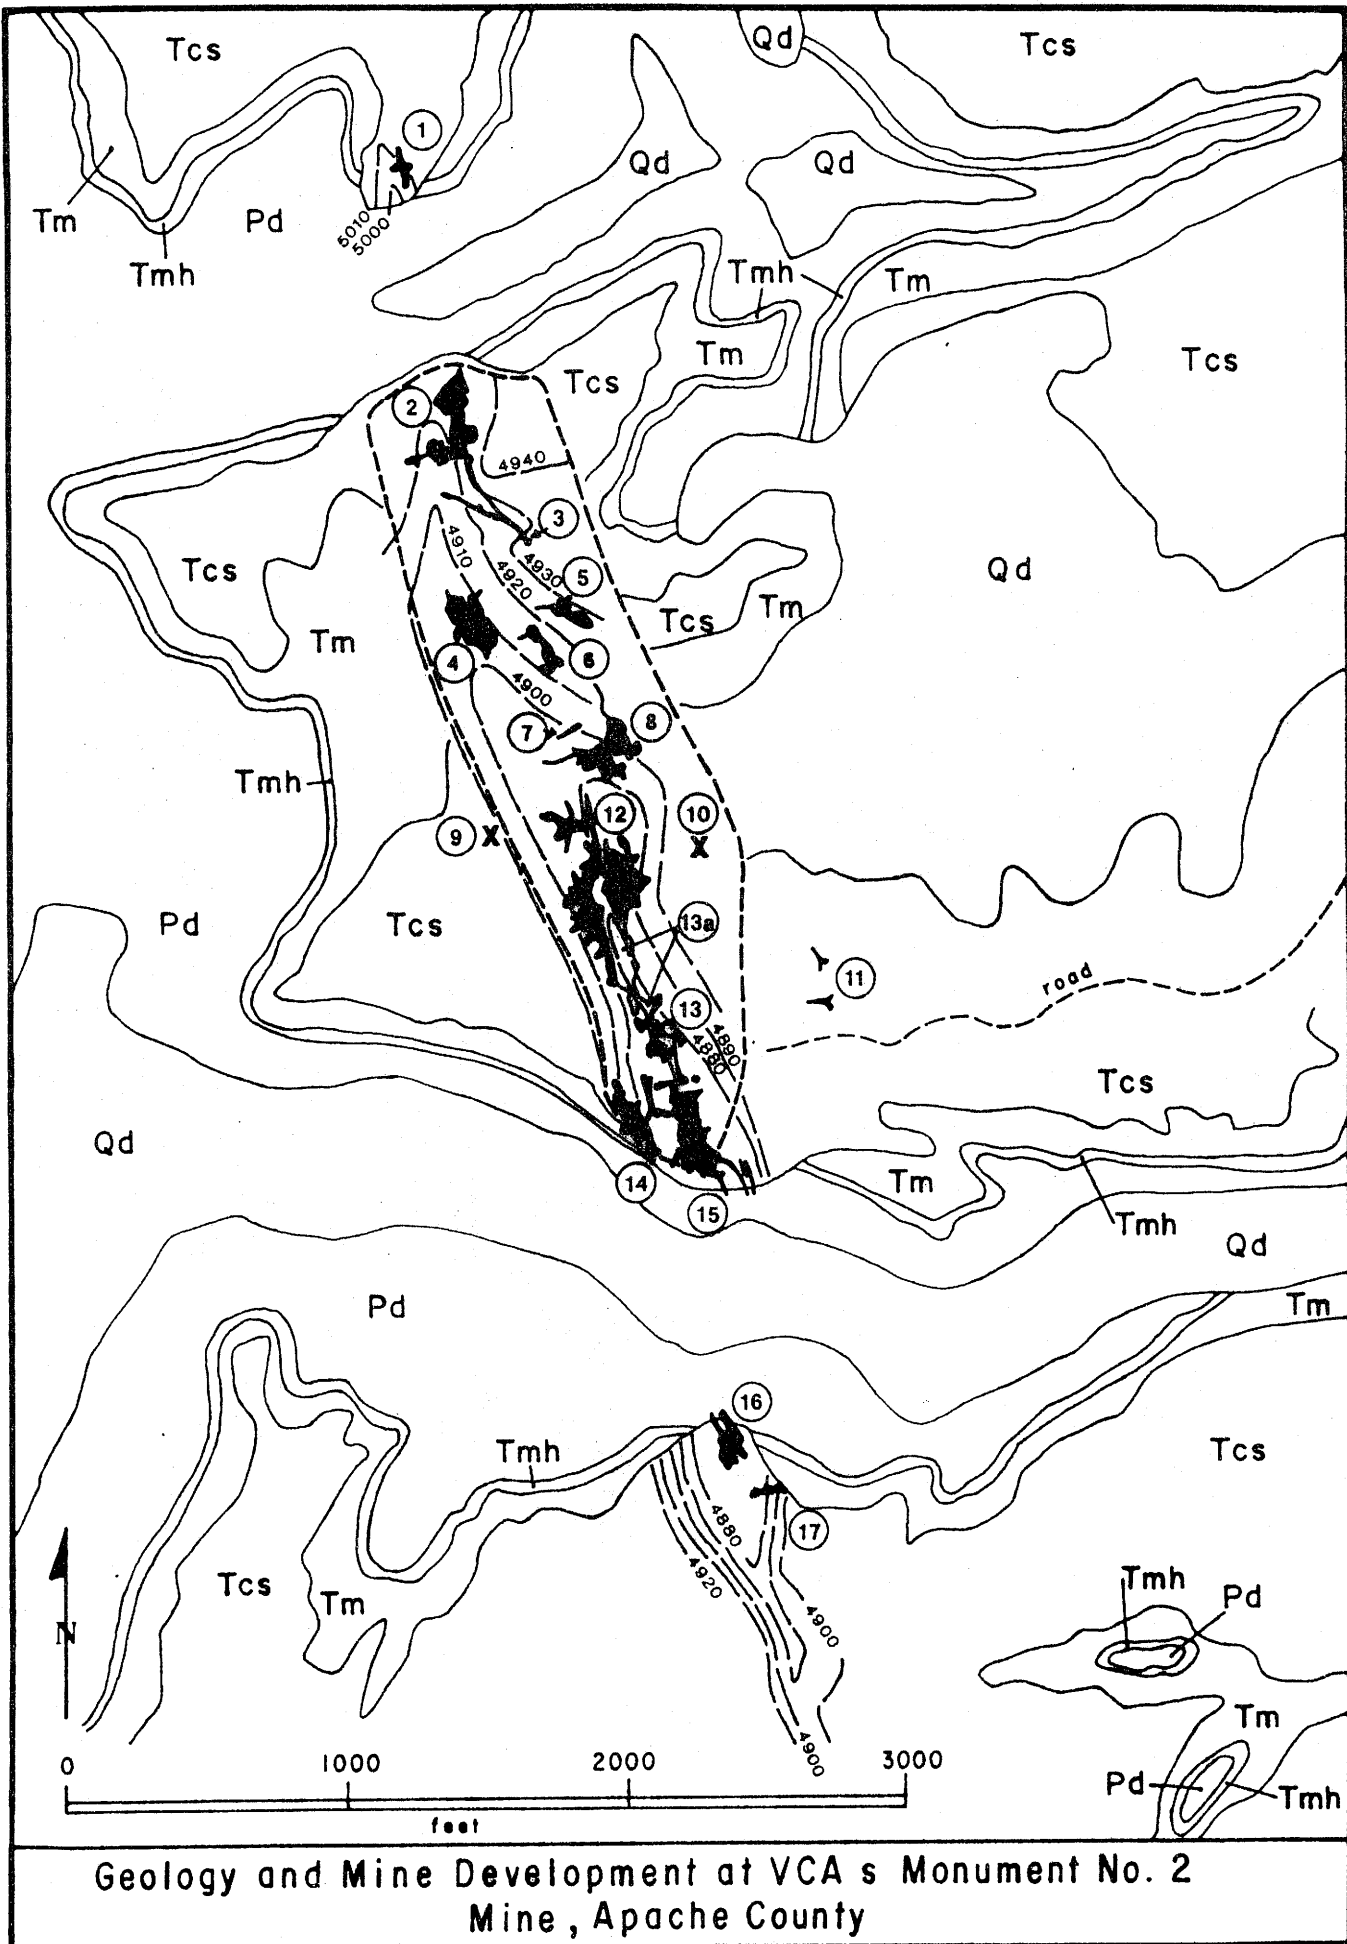 Tcs
Qd
Tcs
1
Qd
Qd
Tm
Pd
5010
5000
Tmh
Tmh
Tm
Tm
Tcs
Tcs
2
4940
3
4910
4920
4930
5
Tcs
Qd
Tcs
Tm
Tm
4
6
4900
7
8
Tmh
12
10
9
X
X
Pd
Tcs
13a
11
road
13
4890
4880
Tcs
Qd
14
Tm
15
Tmh
Qd
Pd
Tm
16
Tmh
Tcs
4880
17
4920
Tcs
Tm
Tmh
Pd
4900
N
Tm
4900
Pd
Tmh
0
1000
2000
3000
feet
Geology and Mine Development at VCA s Monument No. 2
Mine, Apache County